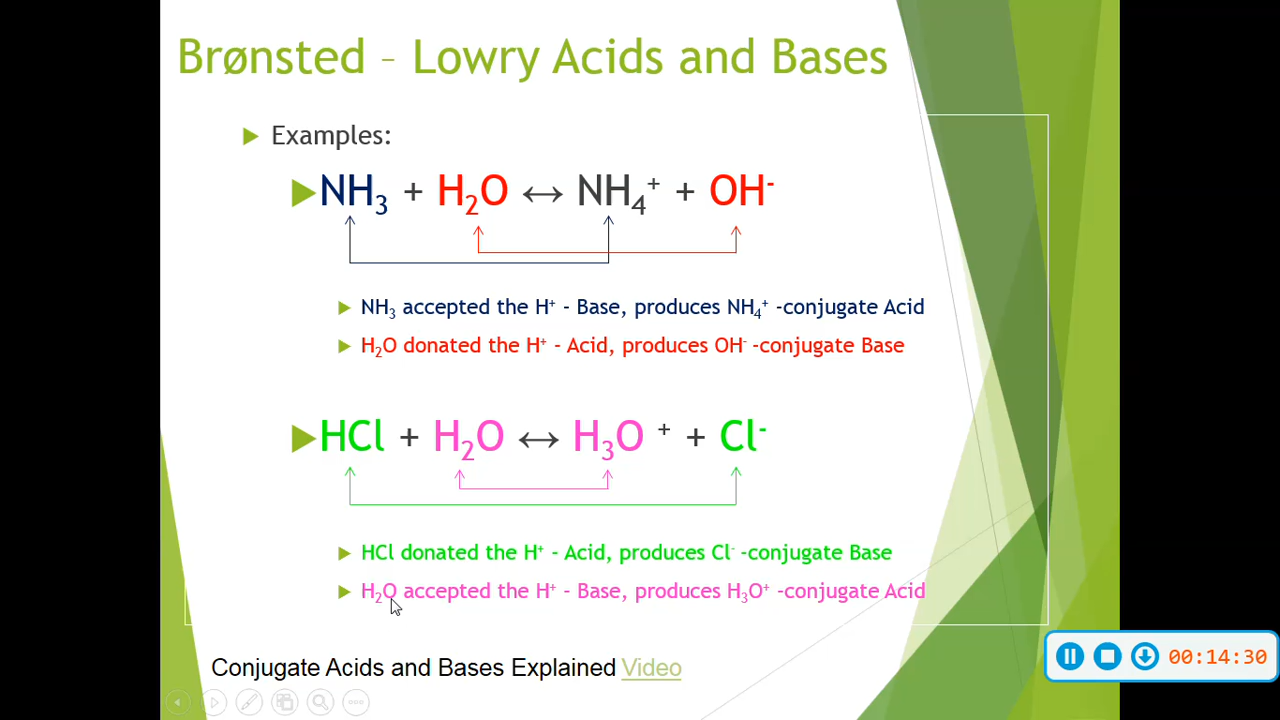 Brønsted – Lowry Acids and Bases
Examples:
NH₃ + H₂O ↔ NH₄⁺ + OH⁻
NH₃ accepted the H⁺ - Base, produces NH₄⁺ -conjugate Acid
H₂O donated the H⁺ - Acid, produces OH⁻ -conjugate Base
HCl + H₂O ↔ H₃O ⁺ + Cl⁻
HCl donated the H⁺ - Acid, produces Cl⁻ -conjugate Base
H₂O accepted the H⁺ - Base, produces H₃O⁺ -conjugate Acid
Conjugate Acids and Bases Explained Video
00:14:30